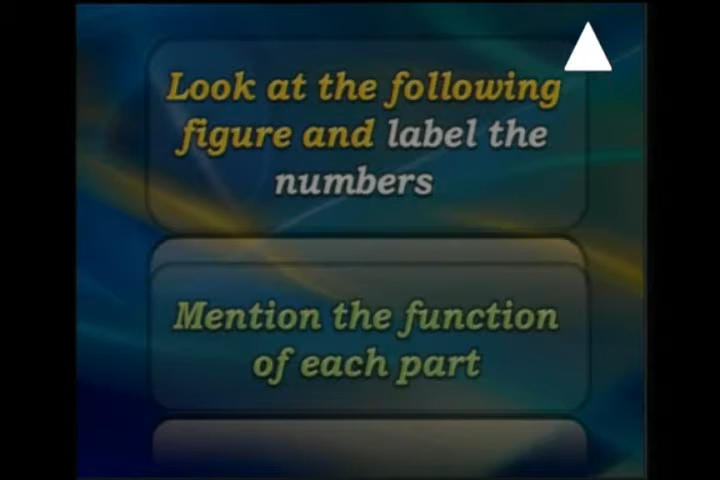 Look at the following
figure and label the
numbers
Mention the function
of each part